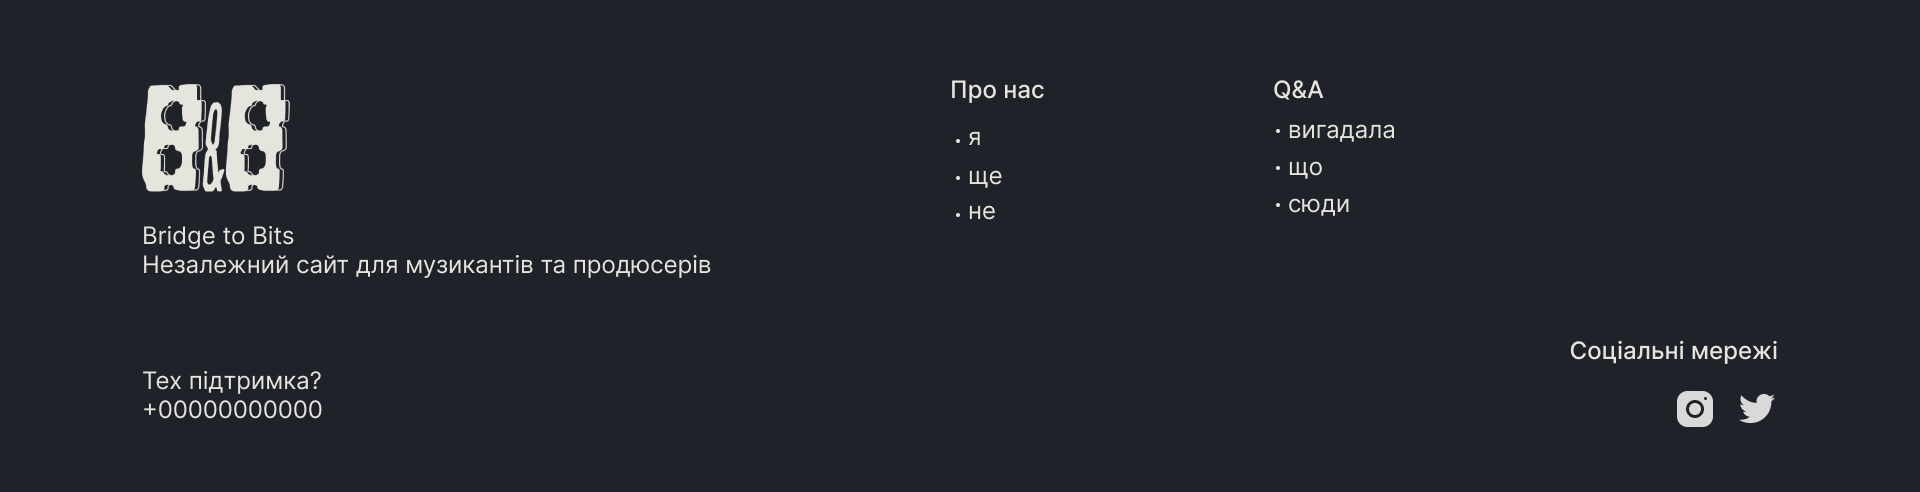 B&B
Bridge to Bits
Незалежний сайт для музикантів та продюсерів
Тех підтримка?
+00000000000
Про нас
· я
· ще
· не
Q&A
· вигадала
· що
· сюди
Соціальні мережі